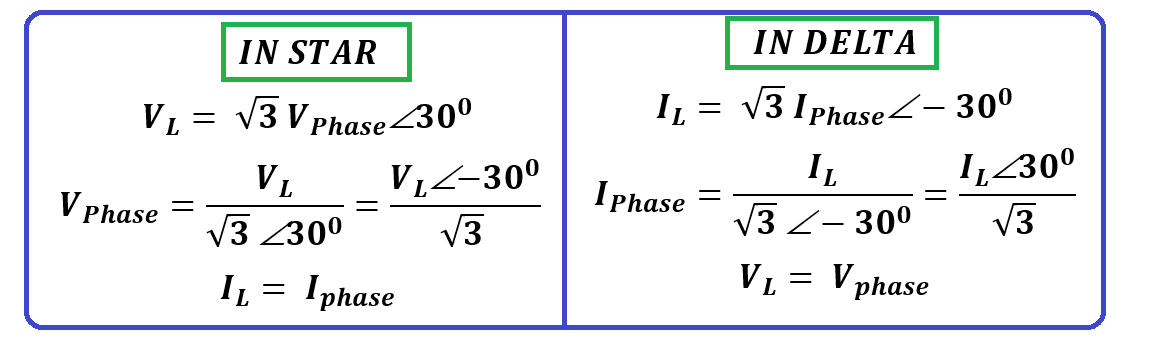 IN STAR
V_L = √3 V_Phase∠30⁰
V_Phase = V_L / (√3 ∠30⁰) = V_L∠−30⁰ / √3
I_L = I_phase
IN DELTA
I_L = √3 I_Phase∠−30⁰
I_Phase = I_L / (√3 ∠−30⁰) = I_L∠30⁰ / √3
V_L = V_phase